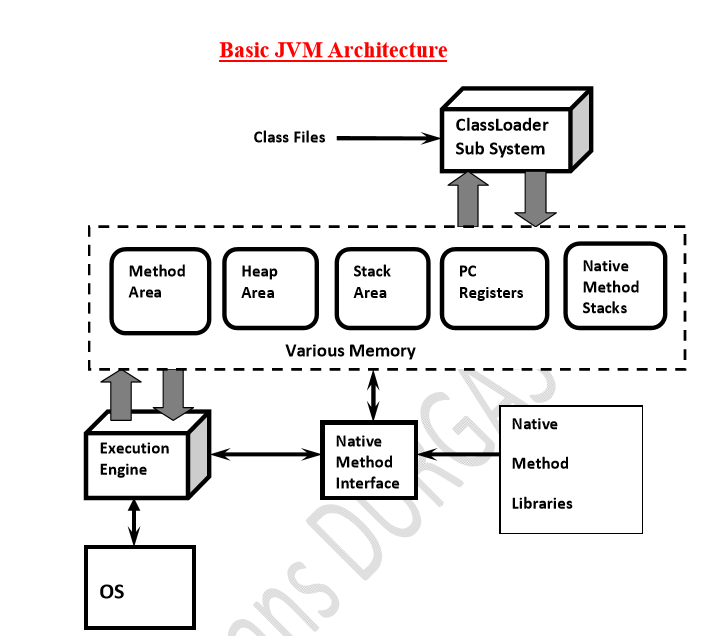 Basic JVM Architecture
ClassLoader
Sub System
Class Files
Method
Area
Heap
Area
Stack
Area
PC
Registers
Native
Method
Stacks
Various Memory
Execution
Engine
Native
Method
Interface
Native
Method
Libraries
OS